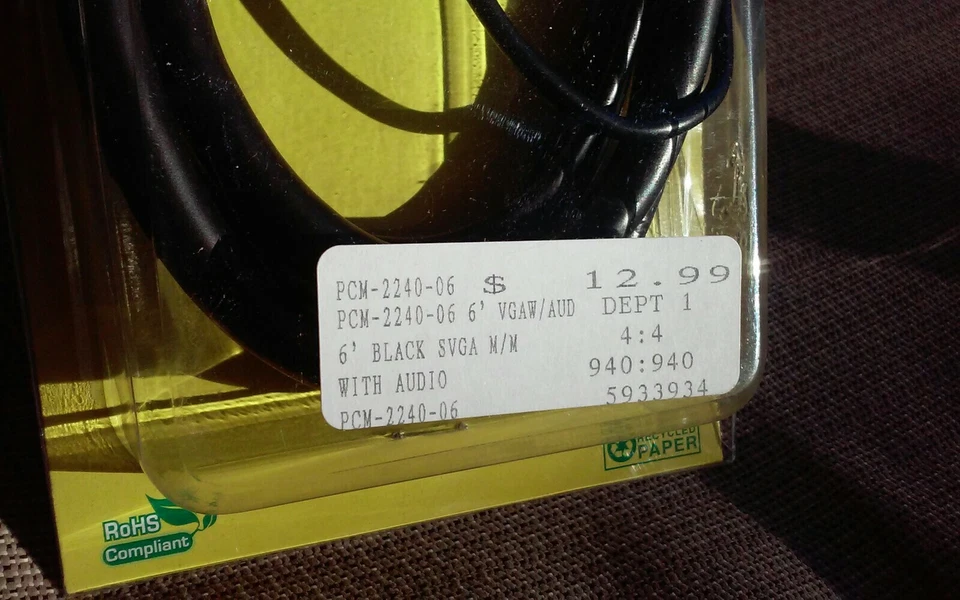 PCM-2240-06 $ 12.99
PCM-2240-06 6' VGAW/AUD DEPT 1
6' BLACK SVGA M/M 4:4
WITH AUDIO 940:940
PCM-2240-06 5933934
RECYCLED
PAPER
RoHS
Compliant